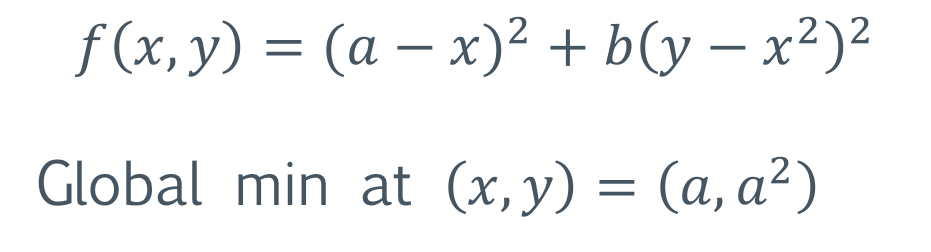 f(x, y) = (a − x)² + b(y − x²)²
Global min at (x, y) = (a, a²)